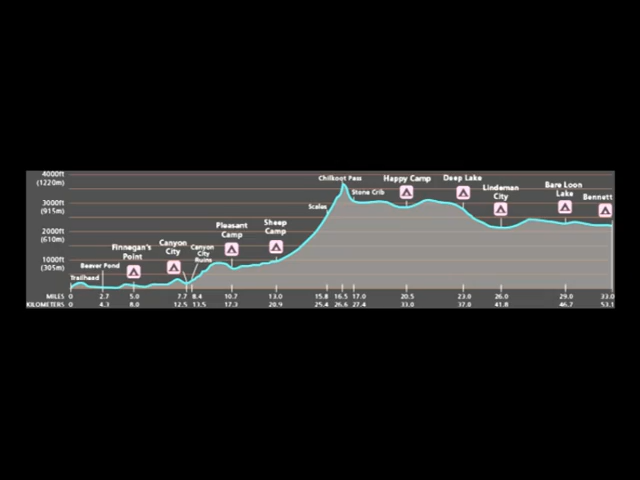 4000ft
(1220m)
3000ft
(915m)
2000ft
(610m)
1000ft
(305m)
Trailhead
Beaver Pond
Finnegan's
Point
Canyon
City
Canyon
City
Ruins
Pleasant
Camp
Sheep
Camp
Scales
Chilkoot Pass
Stone Crib
Happy Camp
Deep Lake
Lindeman
City
Bare Loon
Lake
Bennett
MILES 0 2.7 5.0 7.7 8.4 10.7 13.0 15.8 16.5 17.0 20.5 23.0 26.0 29.0 33.0
KILOMETERS 0 4.3 8.0 12.5 13.5 17.3 20.9 25.4 26.6 27.4 33.0 37.0 41.8 46.7 53.1